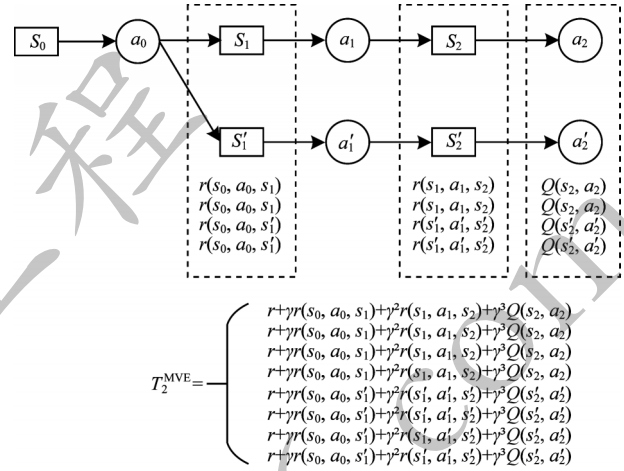 S₀ a₀ S₁ a₁ S₂ a₂
S₁′ a₁′ S₂′ a₂′
r(s₀, a₀, s₁) r(s₁, a₁, s₂) Q(s₂, a₂)
r(s₀, a₀, s₁) r(s₁, a₁, s₂) Q(s₂, a₂)
r(s₀, a₀, s₁′) r(s₁′, a₁′, s₂′) Q(s₂′, a₂′)
r(s₀, a₀, s₁′) r(s₁′, a₁′, s₂′) Q(s₂′, a₂′)
T₂ᴹⱽᴱ=
r+γr(s₀, a₀, s₁)+γ²r(s₁, a₁, s₂)+γ³Q(s₂, a₂)
r+γr(s₀, a₀, s₁)+γ²r(s₁, a₁, s₂)+γ³Q(s₂, a₂)
r+γr(s₀, a₀, s₁)+γ²r(s₁, a₁, s₂)+γ³Q(s₂, a₂)
r+γr(s₀, a₀, s₁)+γ²r(s₁, a₁, s₂)+γ³Q(s₂, a₂)
r+γr(s₀, a₀, s₁′)+γ²r(s₁′, a₁′, s₂′)+γ³Q(s₂′, a₂′)
r+γr(s₀, a₀, s₁′)+γ²r(s₁′, a₁′, s₂′)+γ³Q(s₂′, a₂′)
r+γr(s₀, a₀, s₁′)+γ²r(s₁′, a₁′, s₂′)+γ³Q(s₂′, a₂′)
r+γr(s₀, a₀, s₁′)+γ²r(s₁′, a₁′, s₂′)+γ³Q(s₂′, a₂′)
程
com